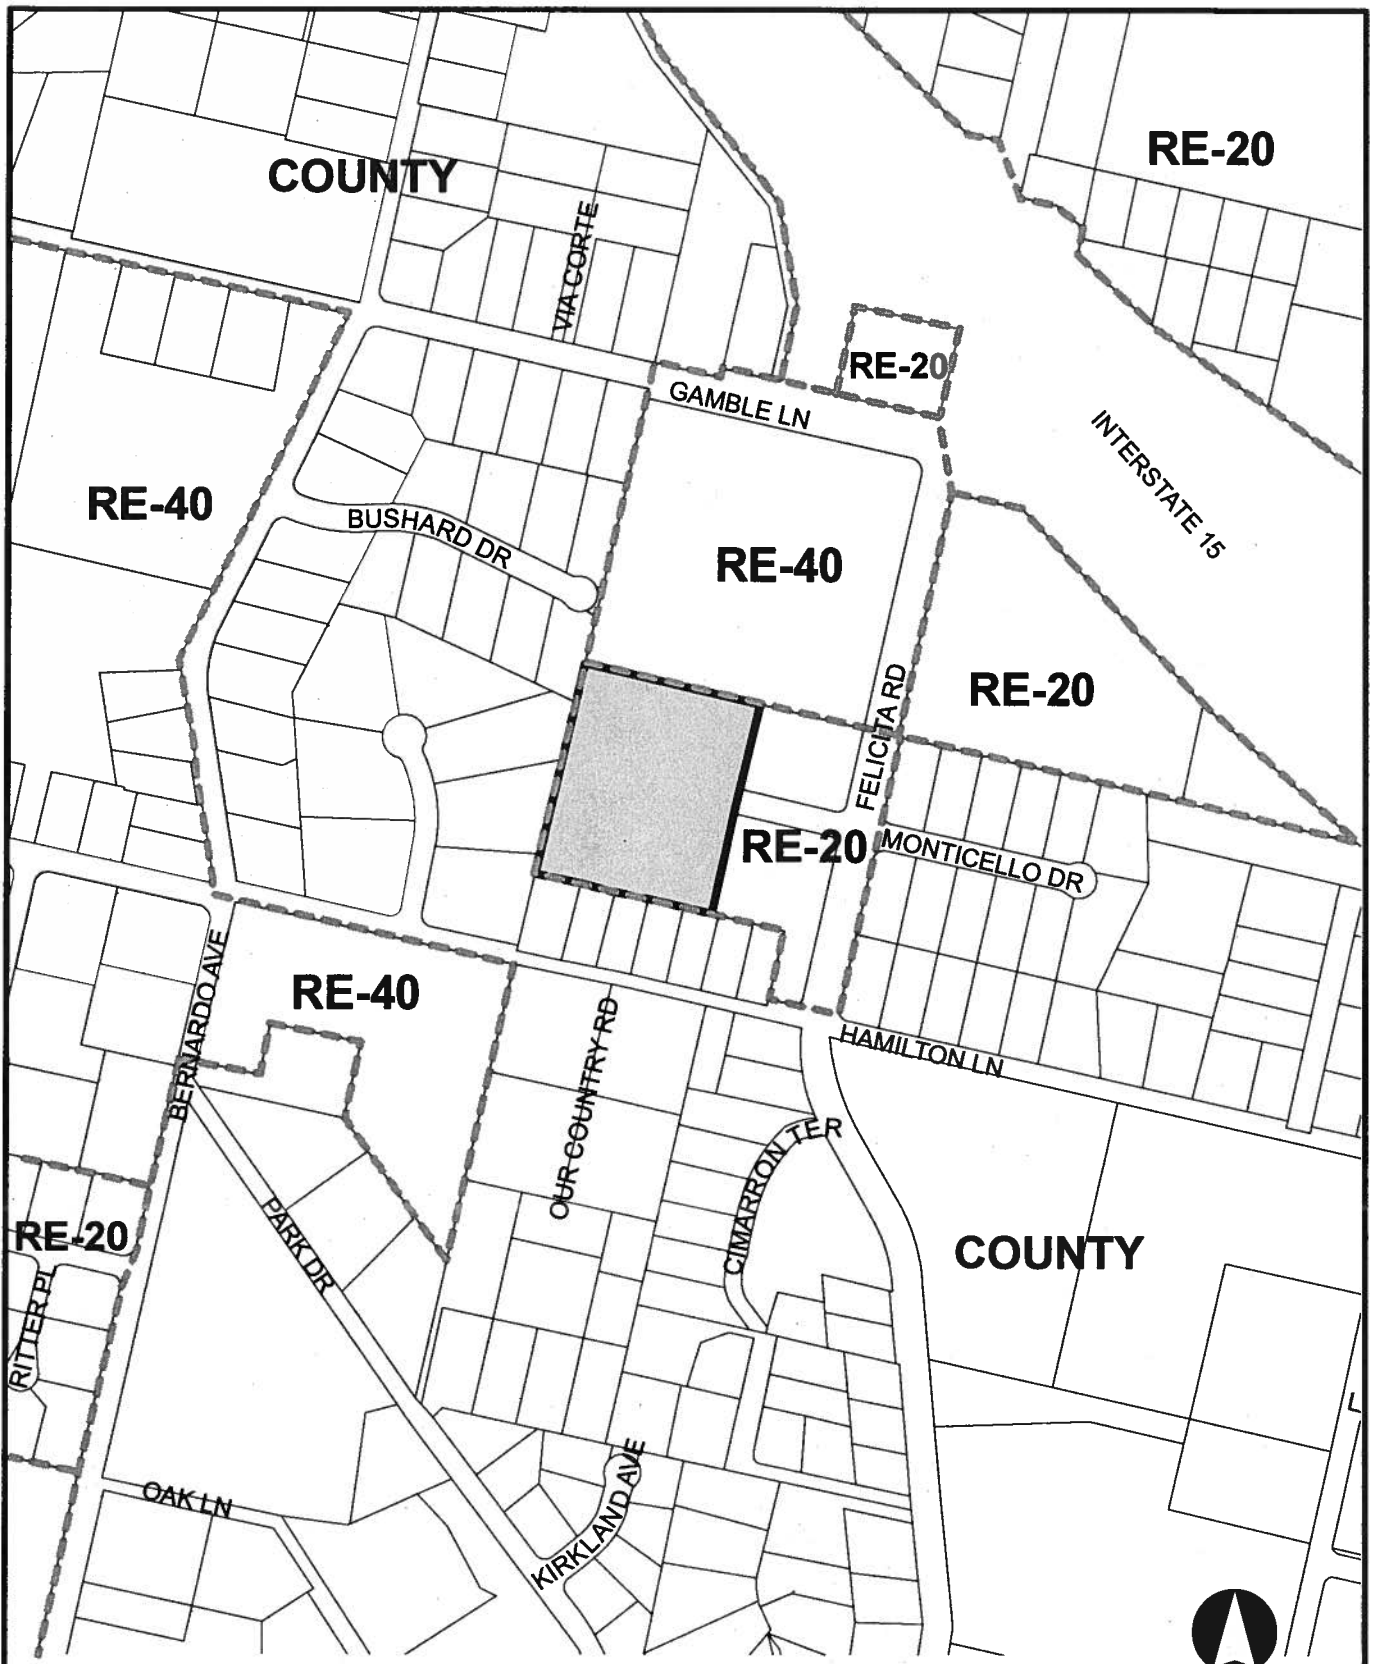 RE-20
COUNTY
VIA CORTE
RE-20
GAMBLE LN
INTERSTATE 15
RE-40
BUSHARD DR
RE-40
RE-20
FELICITA RD
RE-20
MONTICELLO DR
BERNARDO AVE
RE-40
OUR COUNTRY RD
HAMILTON LN
CIMARRON TER
PARK DR
RE-20
COUNTY
RITTER PL
KIRKLAND AVE
OAK LN